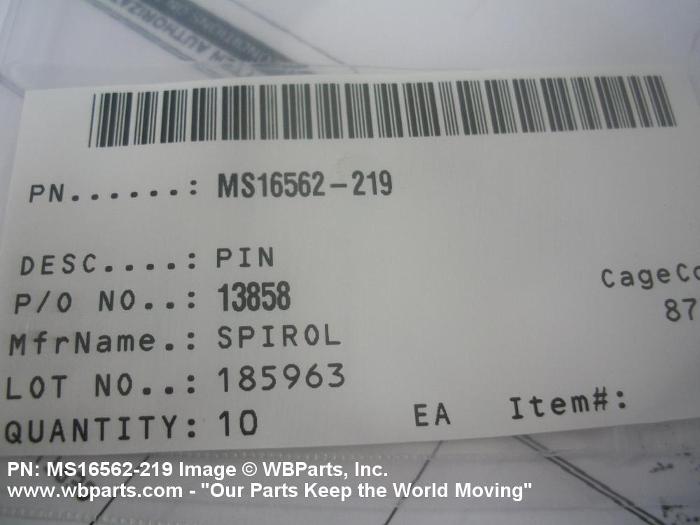 PN......: MS16562-219
DESC....: PIN
P/O NO..: 13858
CageCo
MfrName.: SPIROL
87
LOT NO..: 185963
QUANTITY: 10 EA Item#:
PN: MS16562-219 Image © WBParts, Inc.
www.wbparts.com - "Our Parts Keep the World Moving"